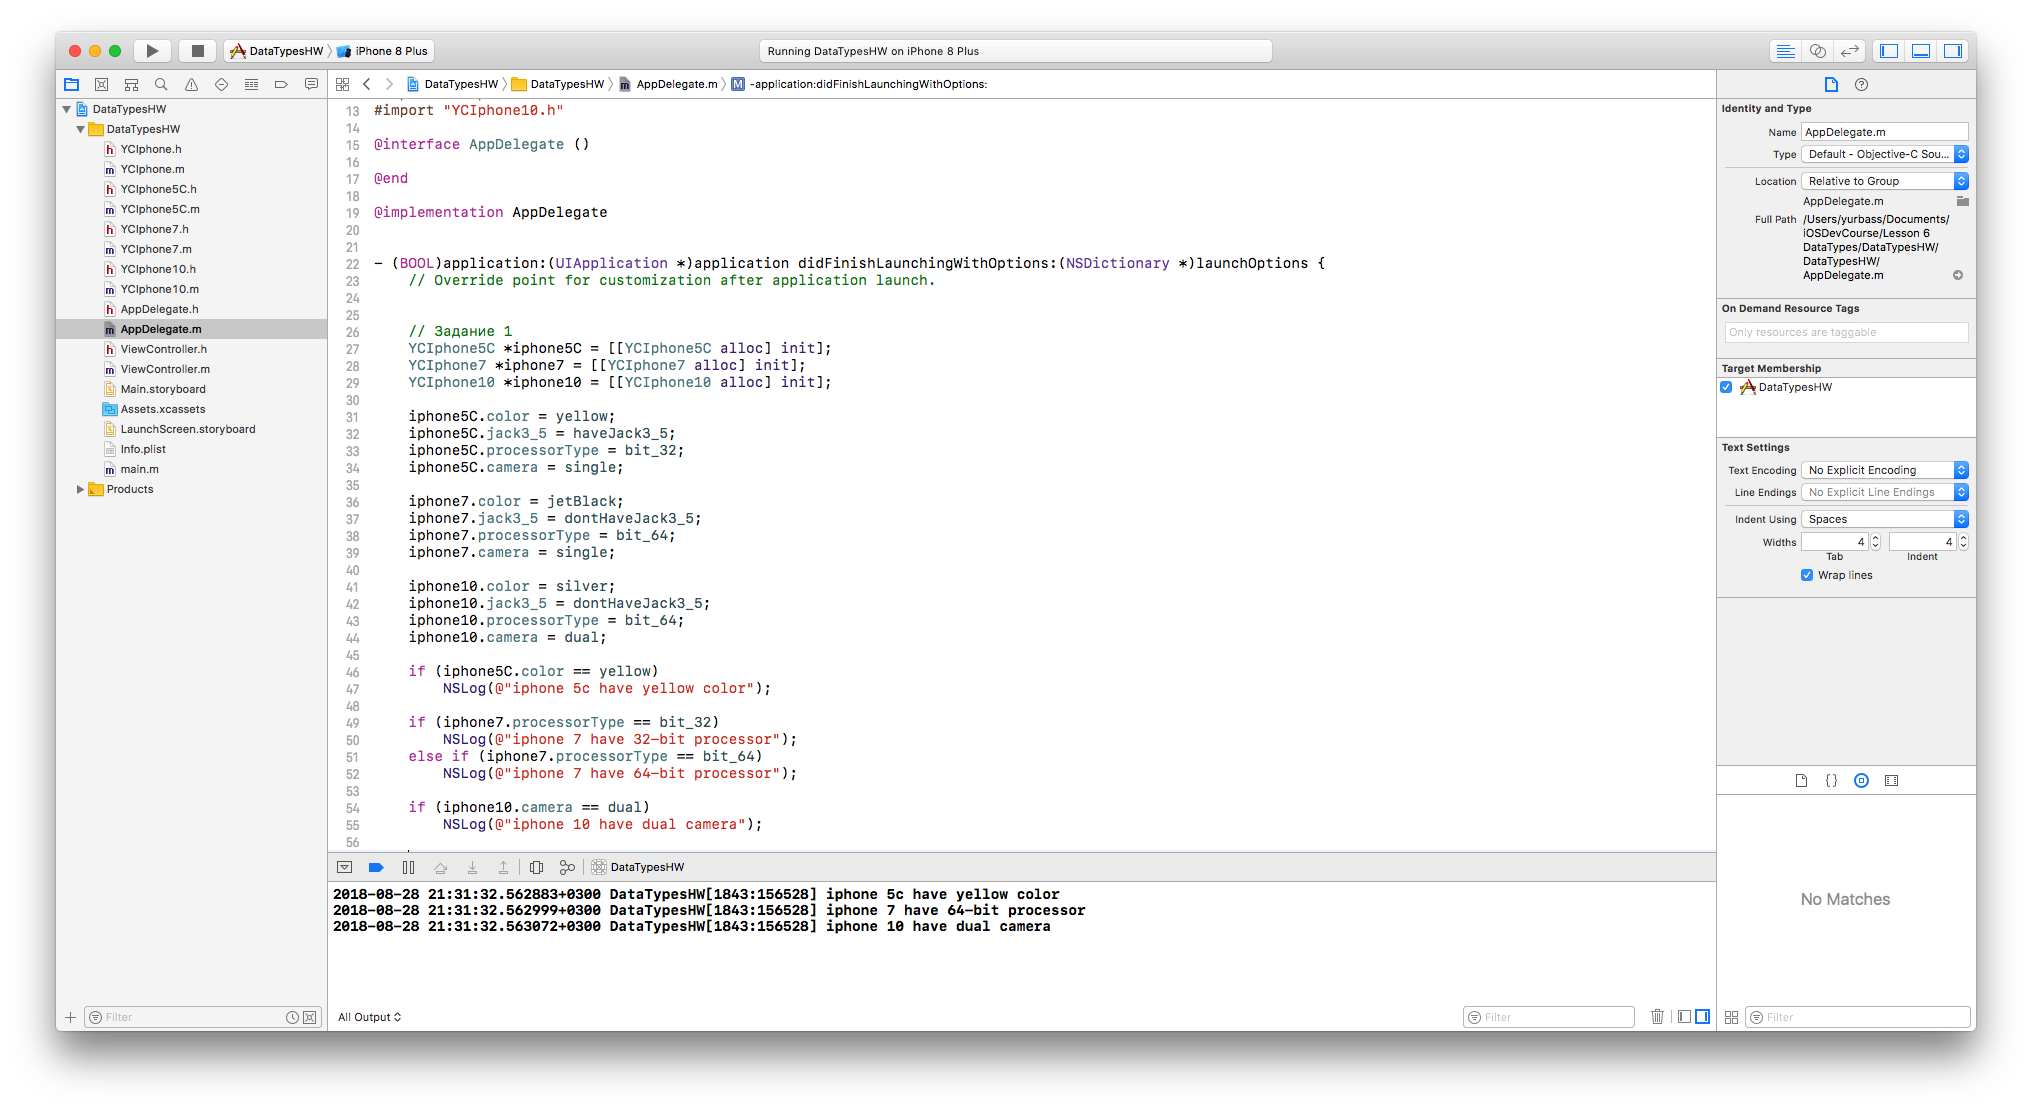 DataTypesHW iPhone 8 Plus
Running DataTypesHW on iPhone 8 Plus
DataTypesHW
DataTypesHW
YCIphone.h
YCIphone.m
YCIphone5C.h
YCIphone5C.m
YCIphone7.h
YCIphone7.m
YCIphone10.h
YCIphone10.m
AppDelegate.h
AppDelegate.m
ViewController.h
ViewController.m
Main.storyboard
Assets.xcassets
LaunchScreen.storyboard
Info.plist
main.m
Products
Filter
DataTypesHW DataTypesHW AppDelegate.m M -application:didFinishLaunchingWithOptions:
13 #import "YCIphone10.h"
14
15 @interface AppDelegate ()
16
17 @end
18
19 @implementation AppDelegate
20
21
22 - (BOOL)application:(UIApplication *)application didFinishLaunchingWithOptions:(NSDictionary *)launchOptions {
23 // Override point for customization after application launch.
24
25
26 // Задание 1
27 YCIphone5C *iphone5C = [[YCIphone5C alloc] init];
28 YCIphone7 *iphone7 = [[YCIphone7 alloc] init];
29 YCIphone10 *iphone10 = [[YCIphone10 alloc] init];
30
31 iphone5C.color = yellow;
32 iphone5C.jack3_5 = haveJack3_5;
33 iphone5C.processorType = bit_32;
34 iphone5C.camera = single;
35
36 iphone7.color = jetBlack;
37 iphone7.jack3_5 = dontHaveJack3_5;
38 iphone7.processorType = bit_64;
39 iphone7.camera = single;
40
41 iphone10.color = silver;
42 iphone10.jack3_5 = dontHaveJack3_5;
43 iphone10.processorType = bit_64;
44 iphone10.camera = dual;
45
46 if (iphone5C.color == yellow)
47 NSLog(@"iphone 5c have yellow color");
48
49 if (iphone7.processorType == bit_32)
50 NSLog(@"iphone 7 have 32-bit processor");
51 else if (iphone7.processorType == bit_64)
52 NSLog(@"iphone 7 have 64-bit processor");
53
54 if (iphone10.camera == dual)
55 NSLog(@"iphone 10 have dual camera");
56
DataTypesHW
2018-08-28 21:31:32.562883+0300 DataTypesHW[1843:156528] iphone 5c have yellow color
2018-08-28 21:31:32.562999+0300 DataTypesHW[1843:156528] iphone 7 have 64-bit processor
2018-08-28 21:31:32.563072+0300 DataTypesHW[1843:156528] iphone 10 have dual camera
All Output
Filter
Identity and Type
Name AppDelegate.m
Type Default - Objective-C Sou...
Location Relative to Group
AppDelegate.m
Full Path /Users/yurbass/Documents/
iOSDevCourse/Lesson 6
DataTypes/DataTypesHW/
DataTypesHW/
AppDelegate.m
On Demand Resource Tags
Only resources are taggable
Target Membership
DataTypesHW
Text Settings
Text Encoding No Explicit Encoding
Line Endings No Explicit Line Endings
Indent Using Spaces
Widths 4 4
Tab Indent
Wrap lines
{}
No Matches
Filter